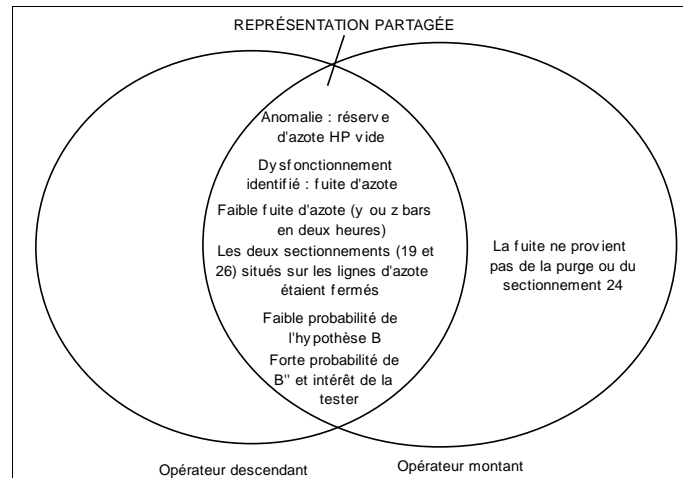 REPRÉSENTATION PARTAGÉE
Anomalie : réserve
d'azote HP vide
Dysfonctionnement
identifié : fuite d'azote
Faible fuite d'azote (y ou z bars
en deux heures)
Les deux sectionnements (19 et
26) situés sur les lignes d'azote
étaient fermés
Faible probabilité de
l'hypothèse B
Forte probabilité de
B'' et intérêt de la
tester
La fuite ne provient
pas de la purge ou du
sectionnement 24
Opérateur descendant
Opérateur montant